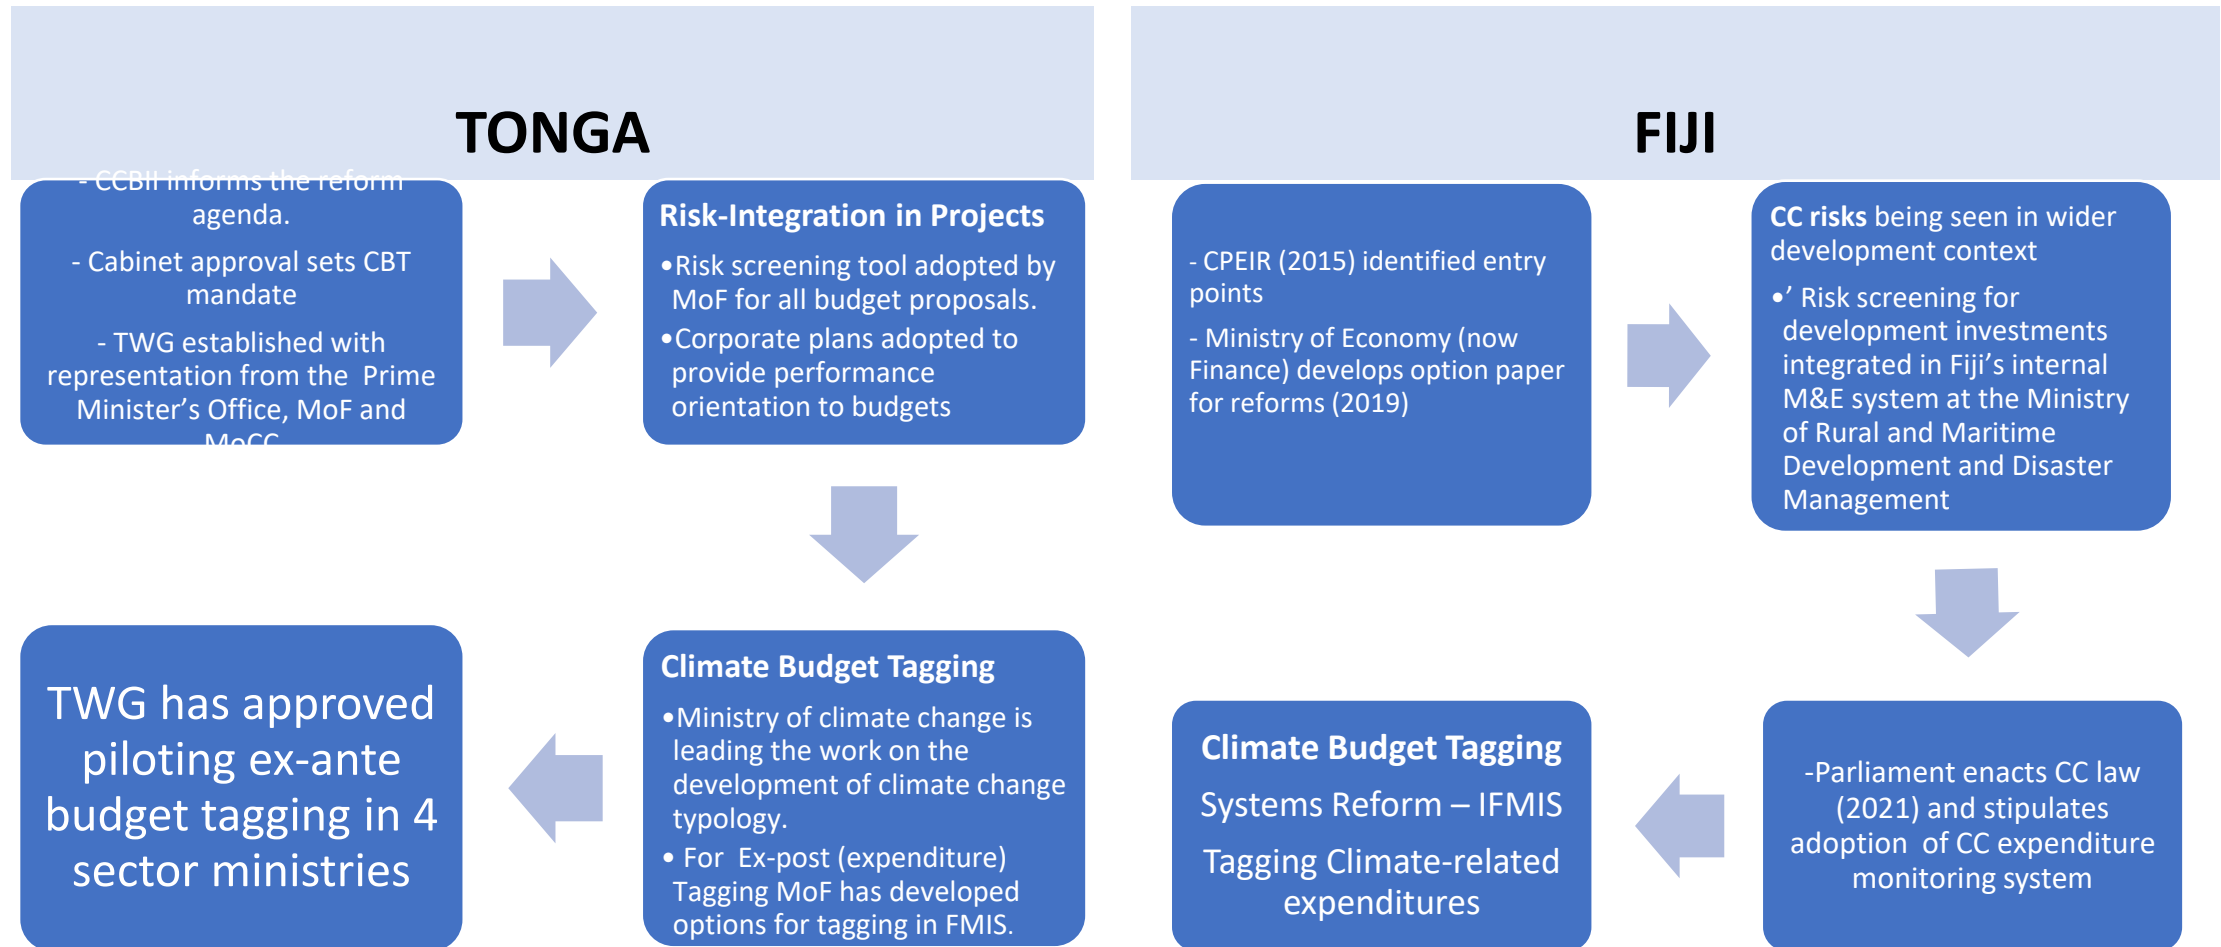 TONGA
- CCBII informs the reform
agenda.
- Cabinet approval sets CBT
mandate
- TWG established with
representation from the Prime
Minister’s Office, MoF and
MoCC
Risk-Integration in Projects
•Risk screening tool adopted by
MoF for all budget proposals.
•Corporate plans adopted to
provide performance
orientation to budgets
Climate Budget Tagging
•Ministry of climate change is
leading the work on the
development of climate change
typology.
• For Ex-post (expenditure)
Tagging MoF has developed
options for tagging in FMIS.
TWG has approved
piloting ex-ante
budget tagging in 4
sector ministries
FIJI
- CPEIR (2015) identified entry
points
- Ministry of Economy (now
Finance) develops option paper
for reforms (2019)
CC risks being seen in wider
development context
•’ Risk screening for
development investments
integrated in Fiji’s internal
M&E system at the Ministry
of Rural and Maritime
Development and Disaster
Management
-Parliament enacts CC law
(2021) and stipulates
adoption of CC expenditure
monitoring system
Climate Budget Tagging
Systems Reform – IFMIS
Tagging Climate-related
expenditures